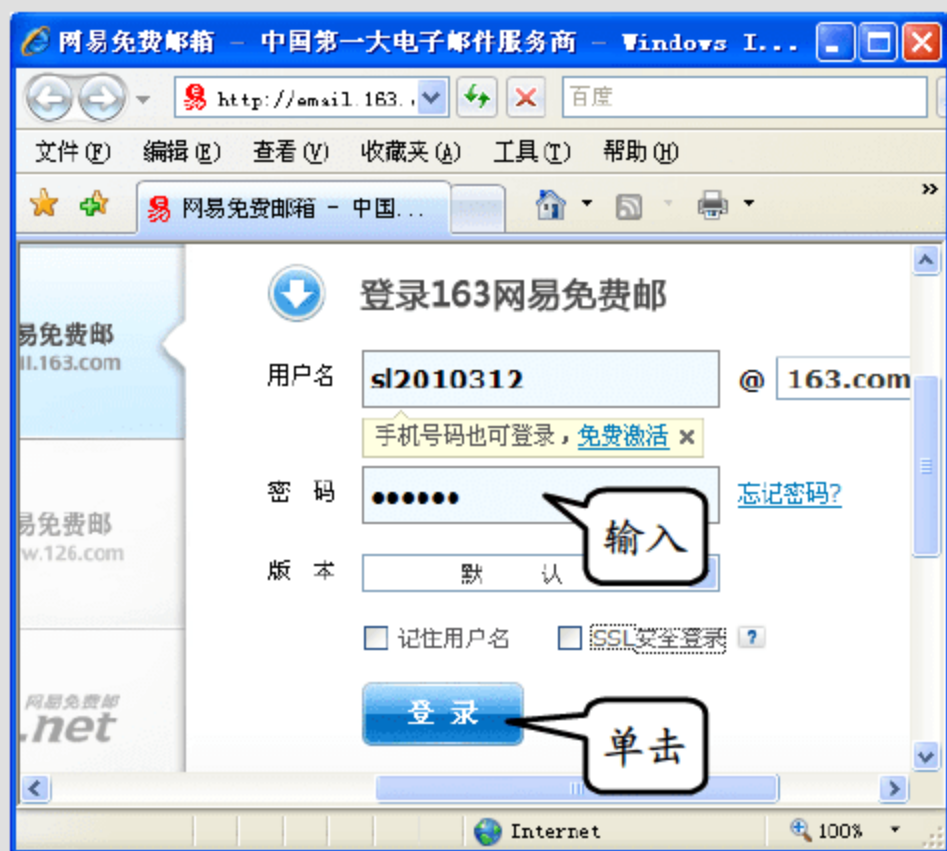 网易免费邮箱 - 中国第一大电子邮件服务商 - Windows I...
http://email.163. 百度
文件(F) 编辑(E) 查看(V) 收藏夹(A) 工具(T) 帮助(H)
网易免费邮箱 - 中国... »
登录163网易免费邮
易免费邮
il.163.com
用户名 sl2010312 @ 163.com
手机号码也可登录，免费激活 ×
密 码 •••••• 忘记密码?
输入
易免费邮
w.126.com
版 本 默 认
记住用户名 SSL安全登录 ?
网易免费邮
.net
登 录
单击
Internet 100%